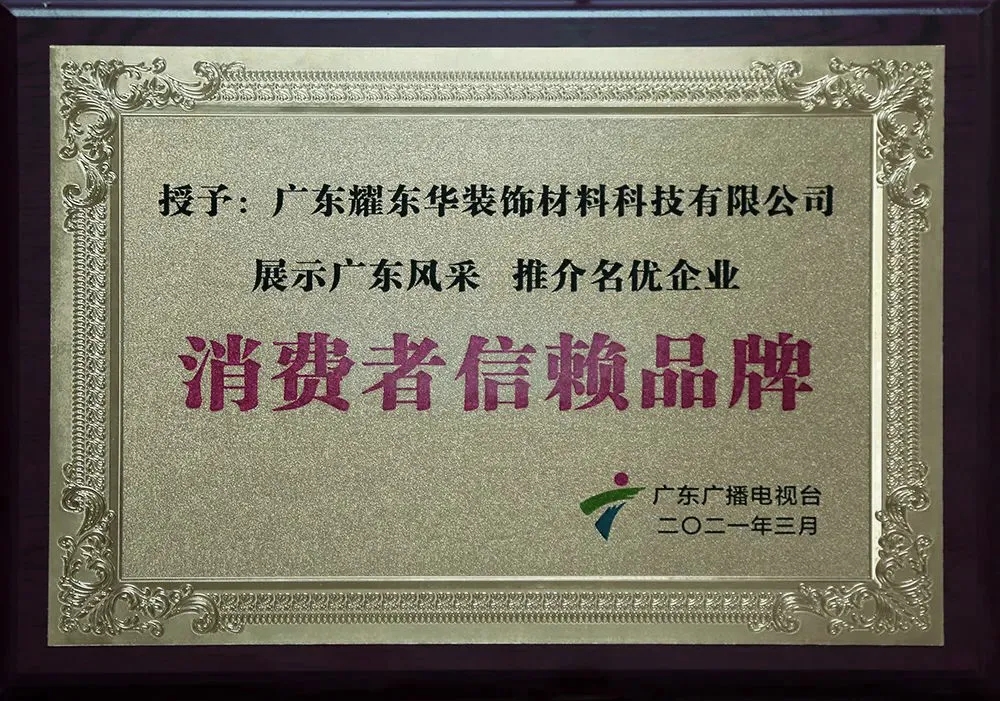 授予：广东耀东华装饰材料科技有限公司
展示广东风采 推介名优企业
消费者信赖品牌
广东广播电视台
二〇二一年三月